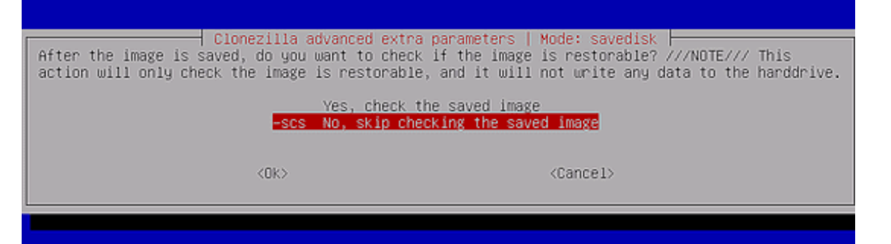 Clonezilla advanced extra parameters | Mode: savedisk
After the image is saved, do you want to check if the image is restorable? ///NOTE/// This
action will only check the image is restorable, and it will not write any data to the harddrive.
Yes, check the saved image
-scs No, skip checking the saved image
<Ok> <Cancel>